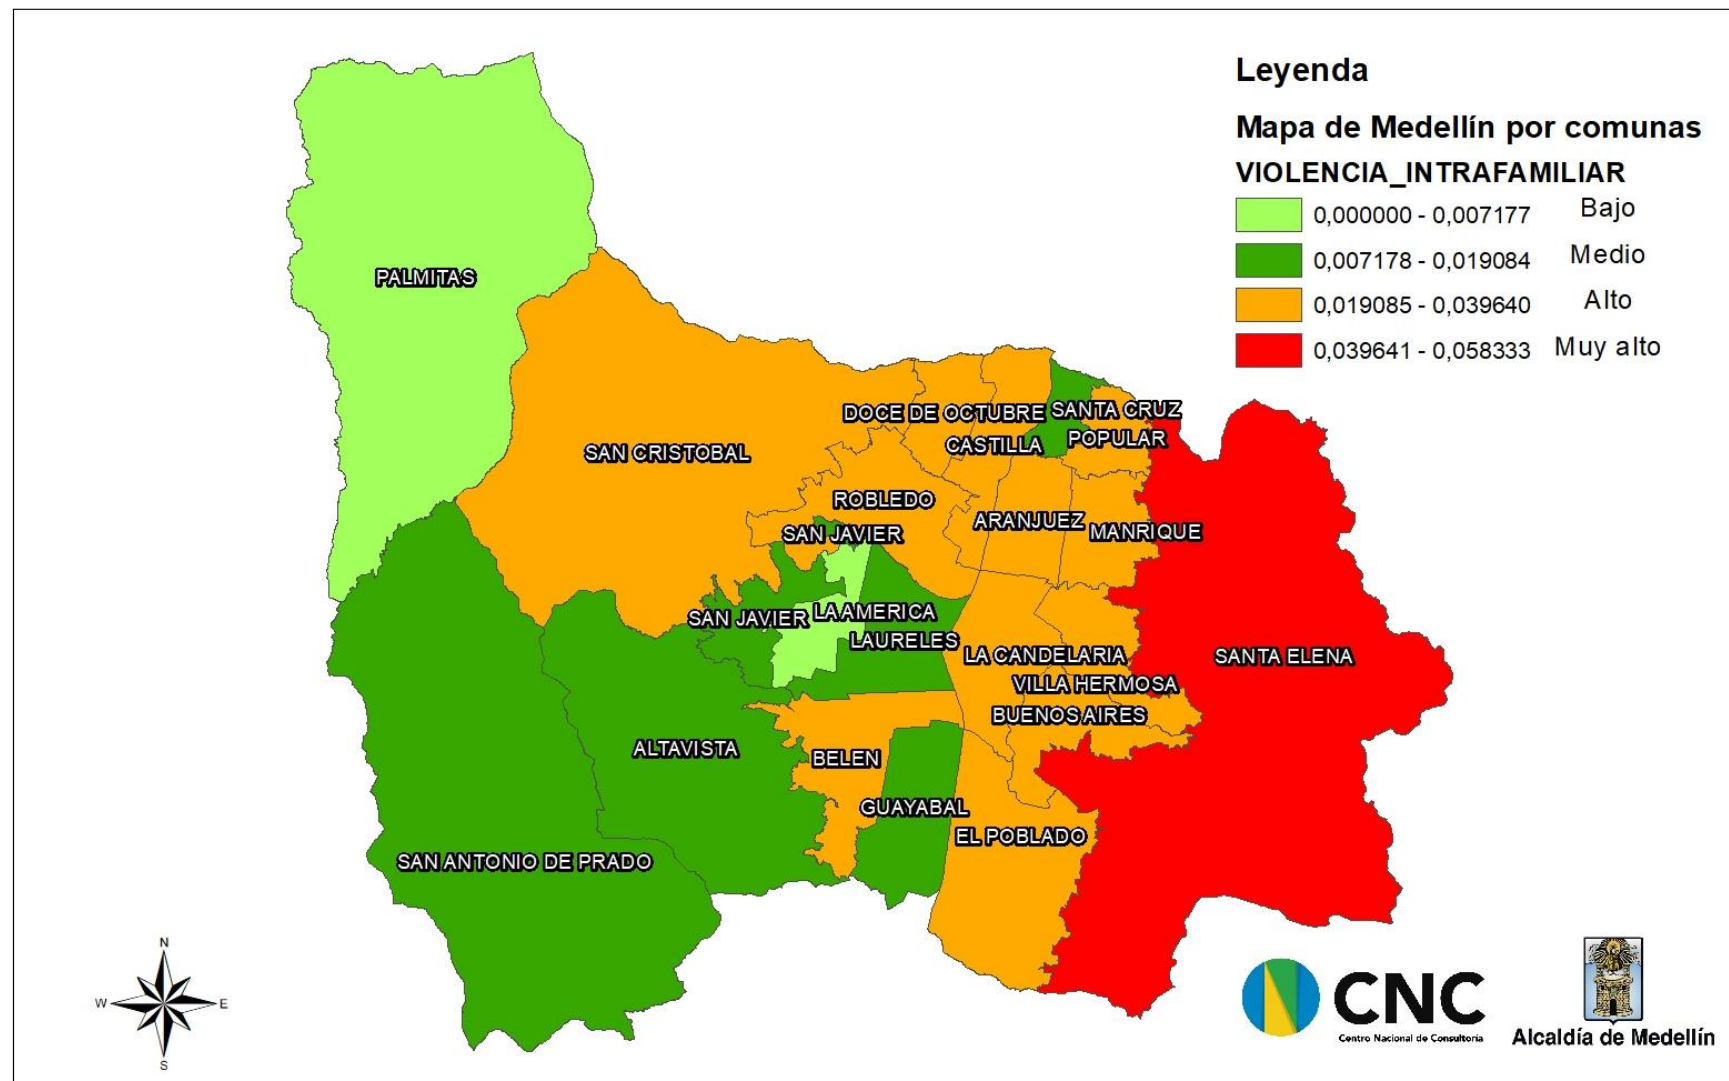 Leyenda
Mapa de Medellín por comunas
VIOLENCIA_INTRAFAMILIAR
0,000000 - 0,007177 Bajo
0,007178 - 0,019084 Medio
0,019085 - 0,039640 Alto
0,039641 - 0,058333 Muy alto
PALMITAS
SAN CRISTOBAL
DOCE DE OCTUBRE
SANTA CRUZ
CASTILLA
POPULAR
ROBLEDO
ARANJUEZ
MANRIQUE
SAN JAVIER
SAN JAVIER
LA AMERICA
LAURELES
LA CANDELARIA
SANTA ELENA
VILLA HERMOSA
BUENOS AIRES
ALTAVISTA
BELEN
GUAYABAL
EL POBLADO
SAN ANTONIO DE PRADO
N
W
E
S
CNC
Centro Nacional de Consultoría
Alcaldía de Medellín